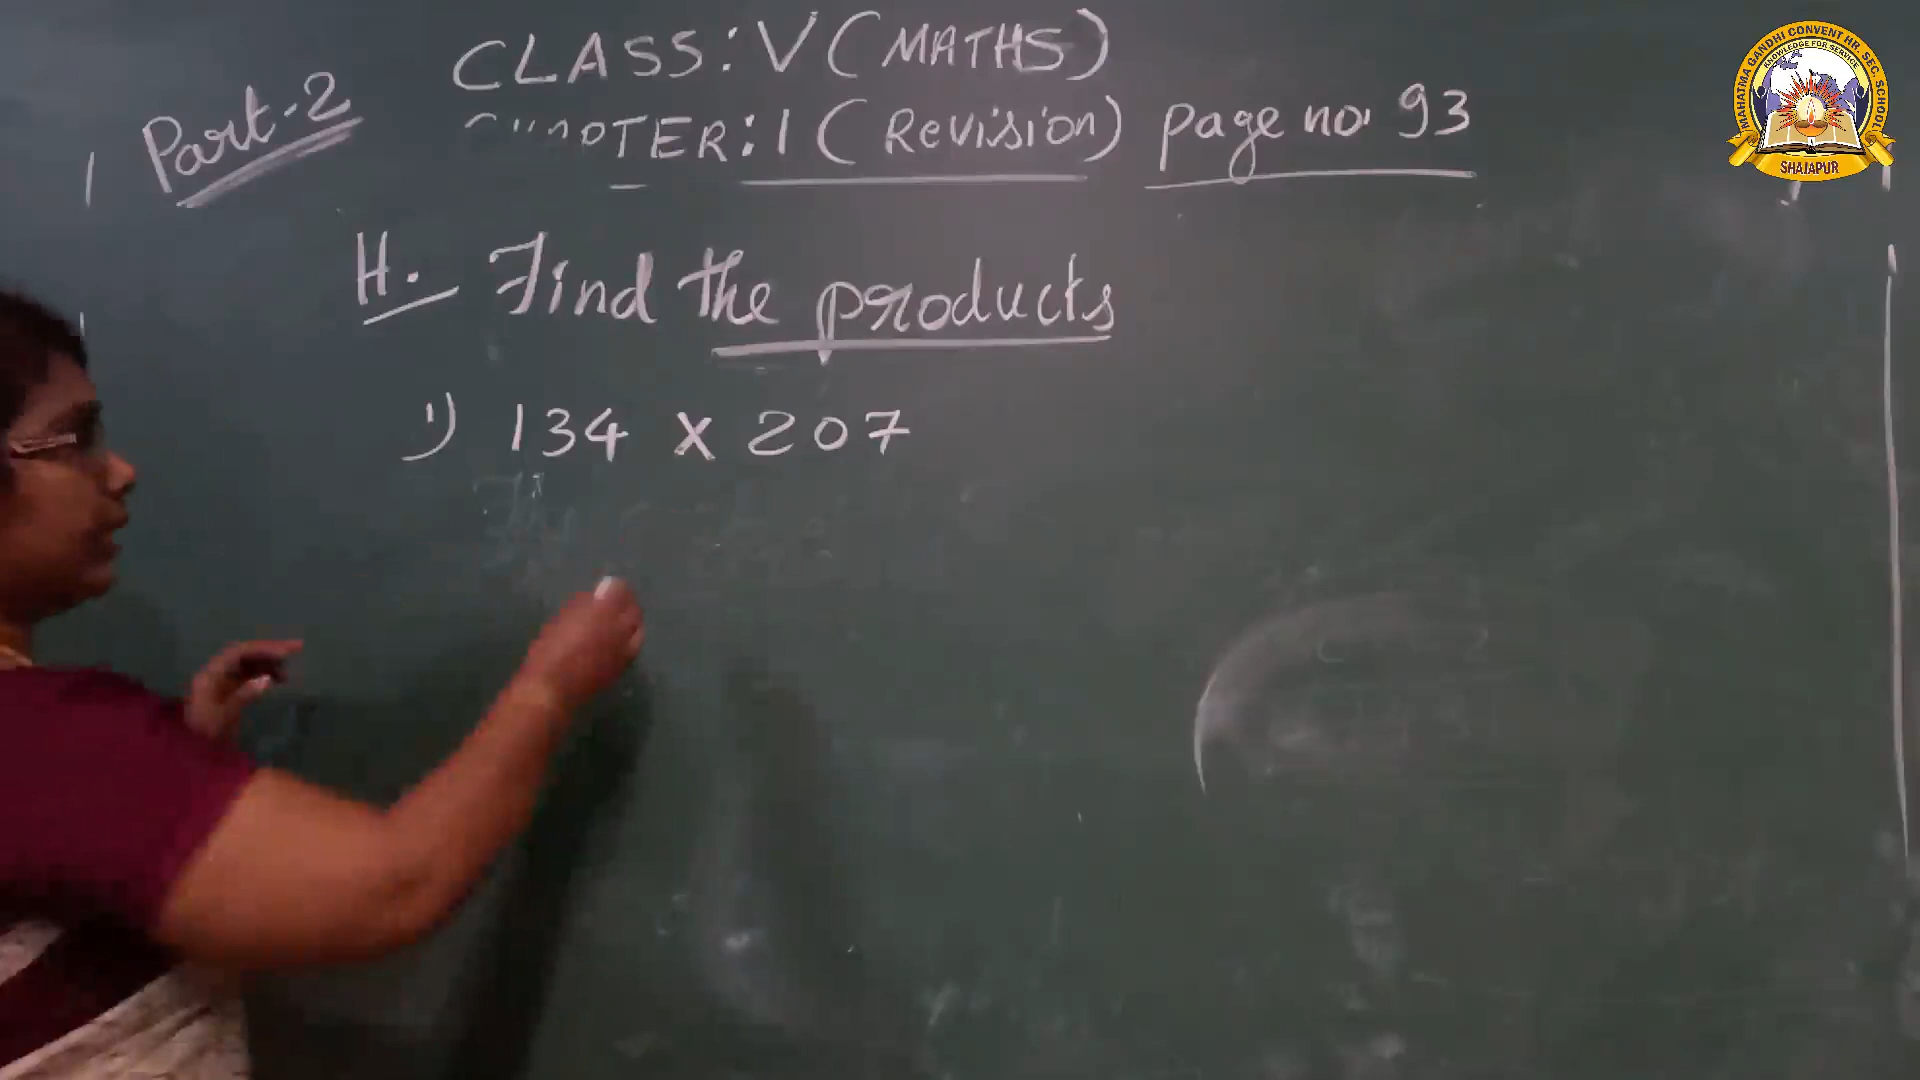 Part-2
CLASS: V (MATHS)
CHAPTER: 1 (Revision) page no. 93
H. Find the products
1) 134 x 207
MAHATMA GANDHI CONVENT HR. SEC. SCHOOL
KNOWLEDGE FOR SERVICE
SHAJAPUR